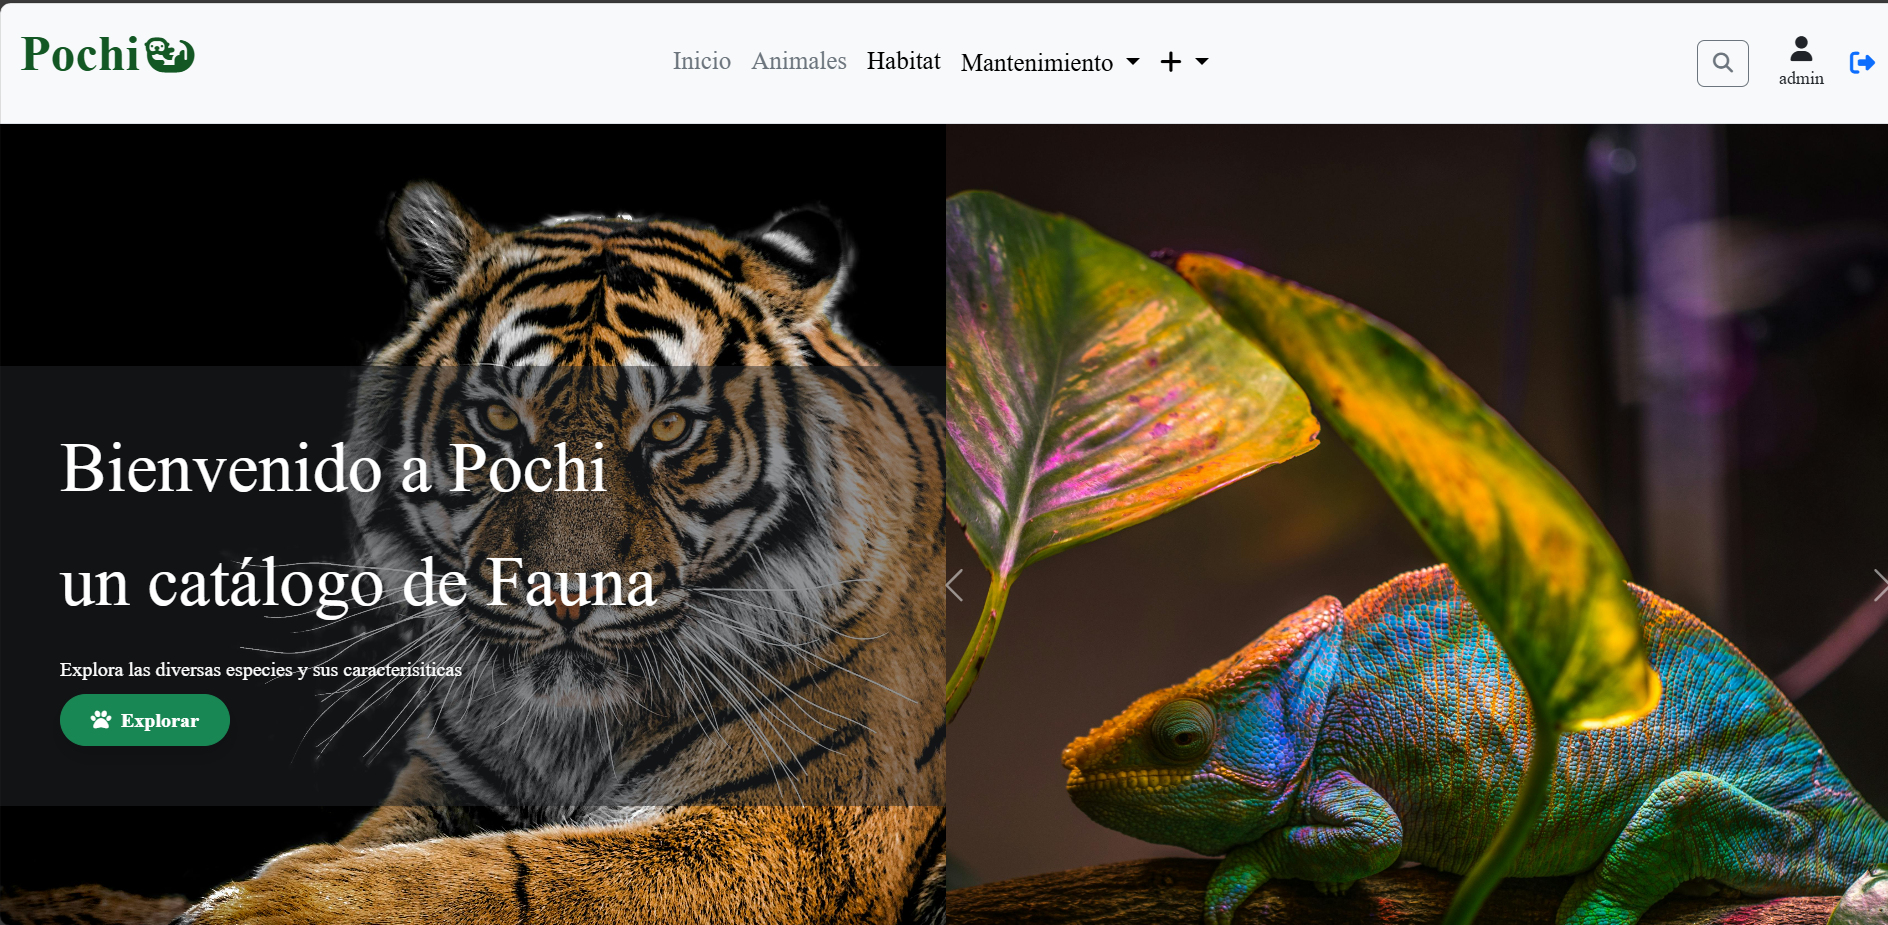 Pochi
Inicio Animales Habitat Mantenimiento
admin
Bienvenido a Pochi
un catálogo de Fauna
Explora las diversas especies y sus caracterisiticas
Explorar